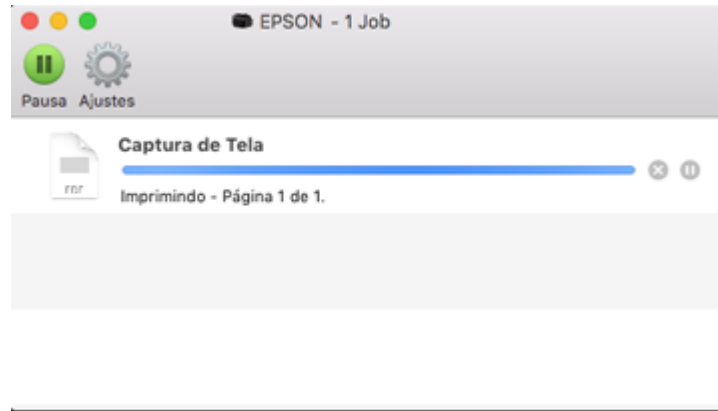 EPSON - 1 Job
Pausa Ajustes
Captura de Tela
Imprimindo - Página 1 de 1.